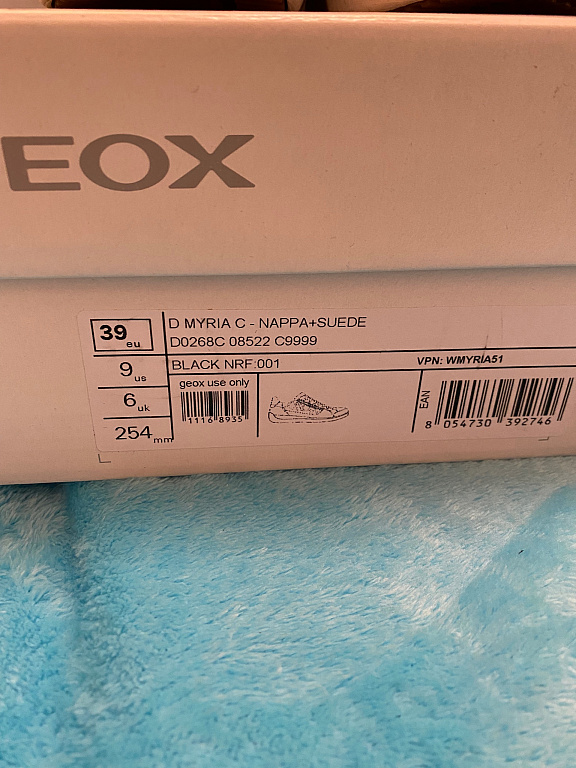 EOX
39 eu
D MYRIA C - NAPPA+SUEDE
D0268C 08522 C9999
9 us
BLACK NRF:001
VPN: WMYRIA51
6 uk
geox use only
1116 8935
EAN
8 054730 392746
254 mm